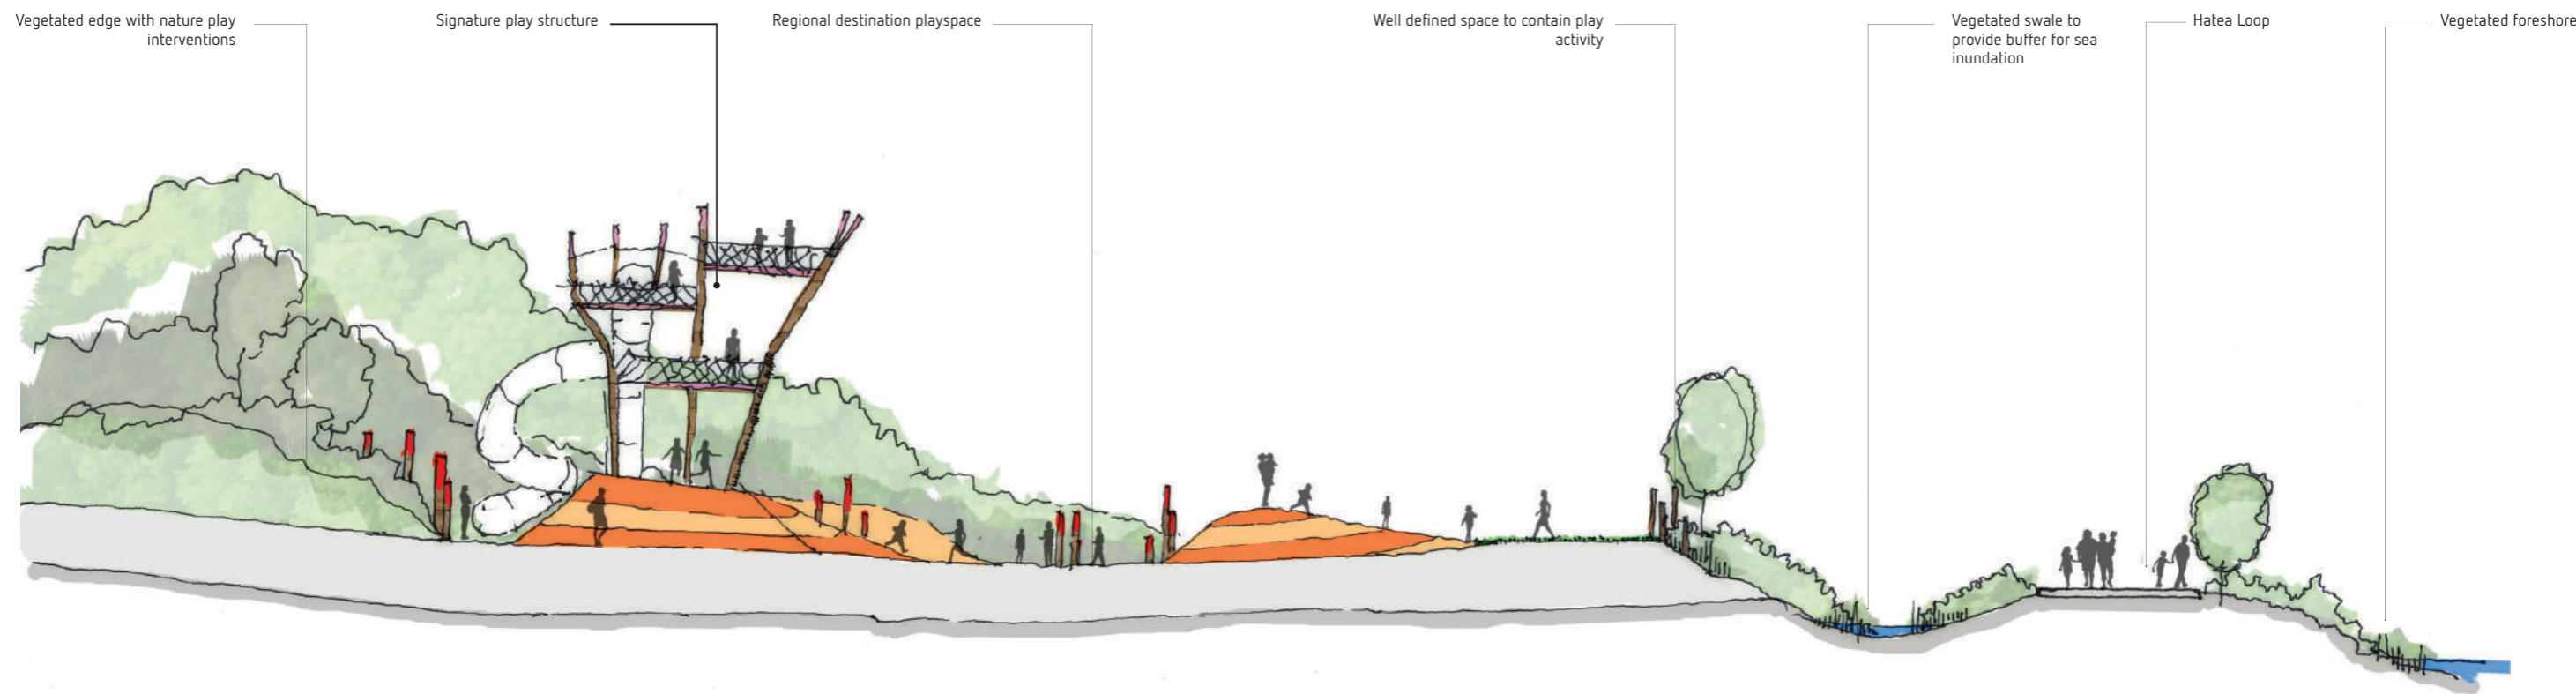 Vegetated edge with nature play
interventions
Signature play structure
Regional destination playspace
Well defined space to contain play
activity
Vegetated swale to
provide buffer for sea
inundation
Hatea Loop
Vegetated foreshore